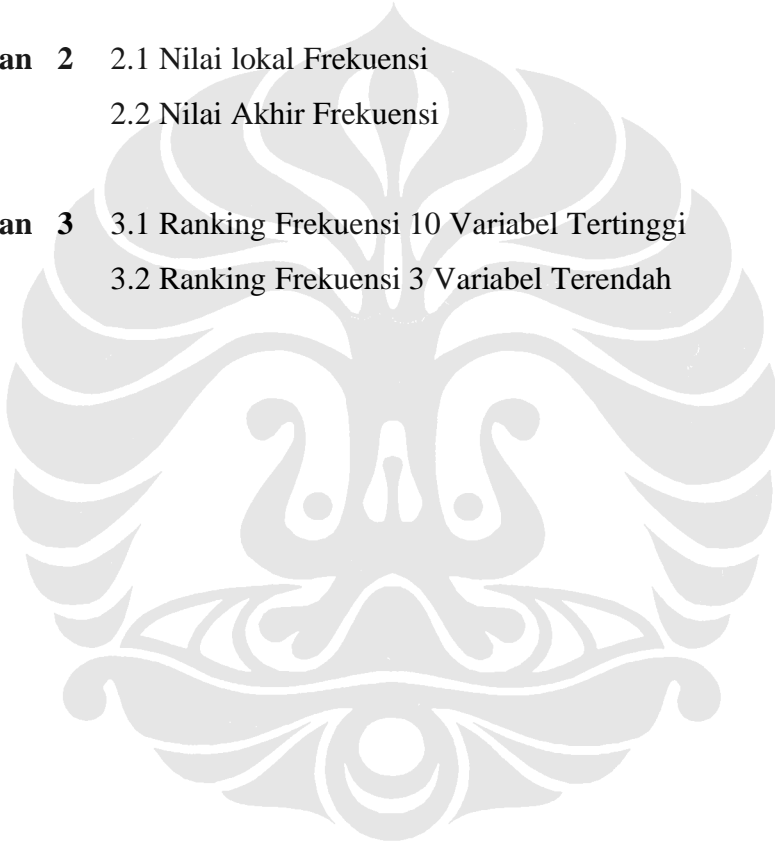 an 2 2.1 Nilai lokal Frekuensi
2.2 Nilai Akhir Frekuensi
an 3 3.1 Ranking Frekuensi 10 Variabel Tertinggi
3.2 Ranking Frekuensi 3 Variabel Terendah